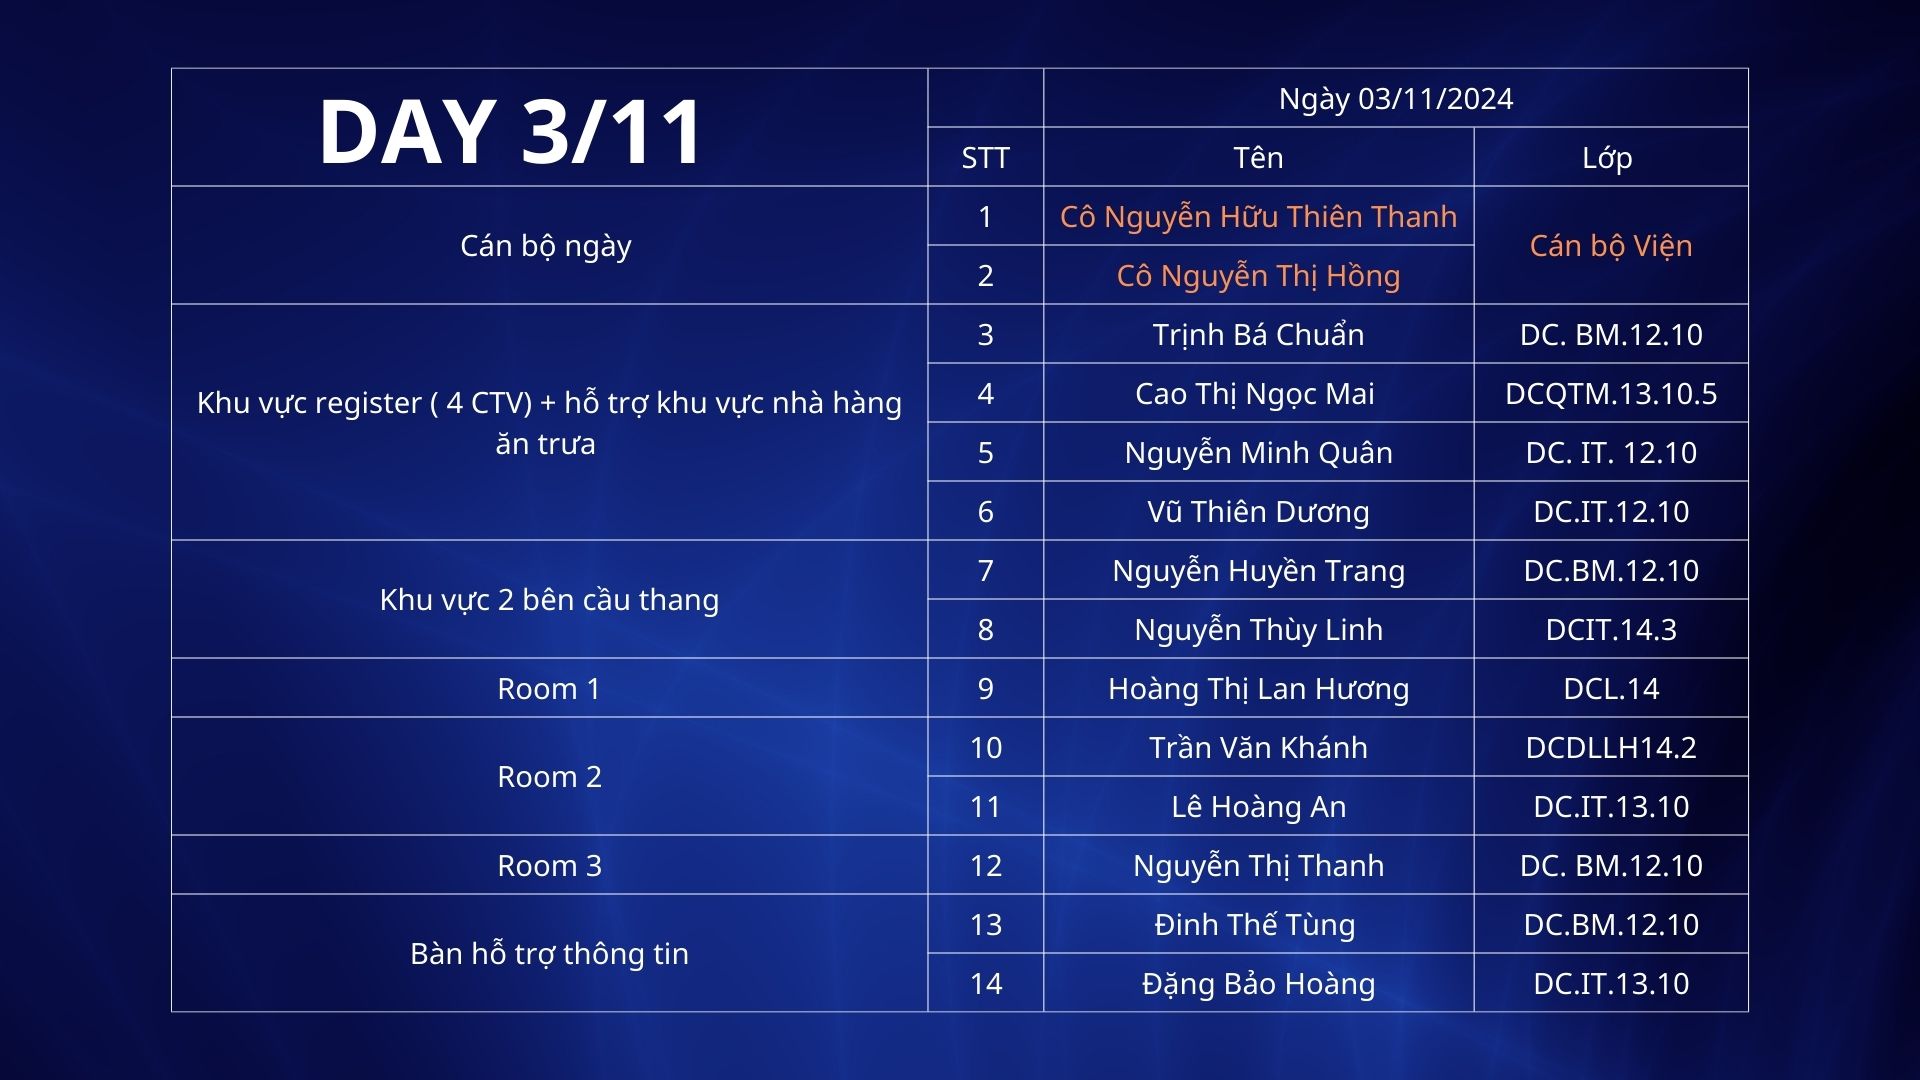 DAY 3/11
Ngày 03/11/2024
STT
Tên
Lớp
Cán bộ ngày
1
Cô Nguyễn Hữu Thiên Thanh
Cán bộ Viện
2
Cô Nguyễn Thị Hồng
Khu vực register ( 4 CTV) + hỗ trợ khu vực nhà hàng
ăn trưa
3
Trịnh Bá Chuẩn
DC. BM.12.10
4
Cao Thị Ngọc Mai
DCQTM.13.10.5
5
Nguyễn Minh Quân
DC. IT. 12.10
6
Vũ Thiên Dương
DC.IT.12.10
Khu vực 2 bên cầu thang
7
Nguyễn Huyền Trang
DC.BM.12.10
8
Nguyễn Thùy Linh
DCIT.14.3
Room 1
9
Hoàng Thị Lan Hương
DCL.14
Room 2
10
Trần Văn Khánh
DCDLLH14.2
11
Lê Hoàng An
DC.IT.13.10
Room 3
12
Nguyễn Thị Thanh
DC. BM.12.10
Bàn hỗ trợ thông tin
13
Đinh Thế Tùng
DC.BM.12.10
14
Đặng Bảo Hoàng
DC.IT.13.10